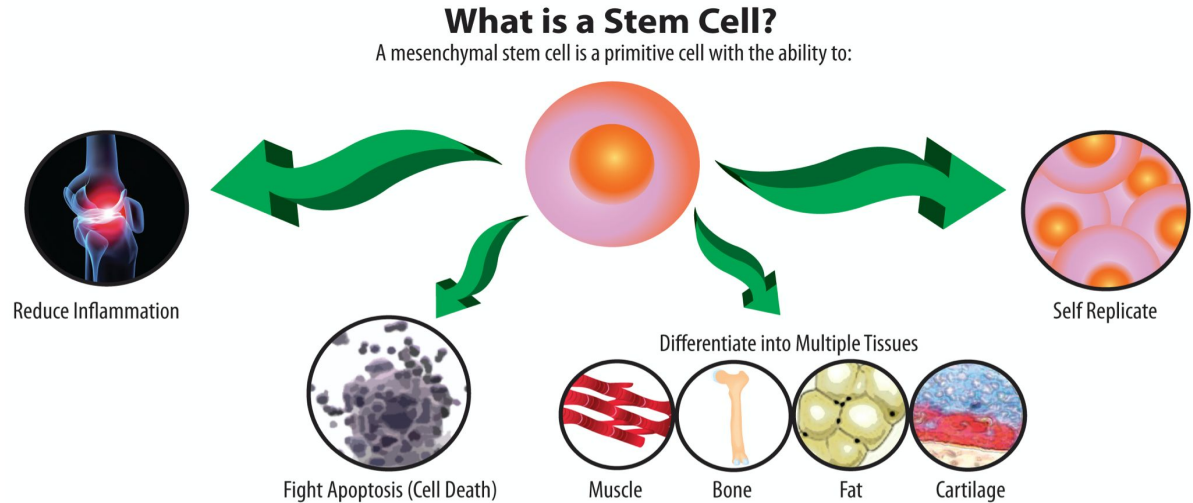 What is a Stem Cell?
A mesenchymal stem cell is a primitive cell with the ability to:
Reduce Inflammation
Self Replicate
Differentiate into Multiple Tissues
Fight Apoptosis (Cell Death)
Muscle
Bone
Fat
Cartilage